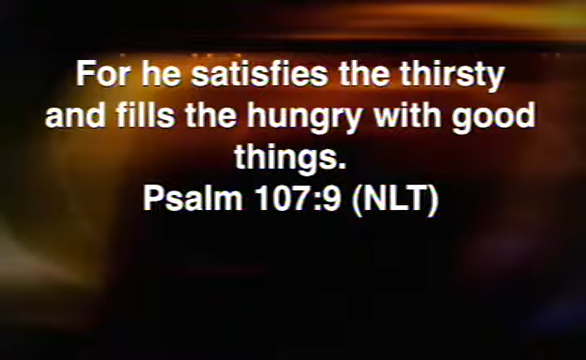 For he satisfies the thirsty
and fills the hungry with good
things.
Psalm 107:9 (NLT)